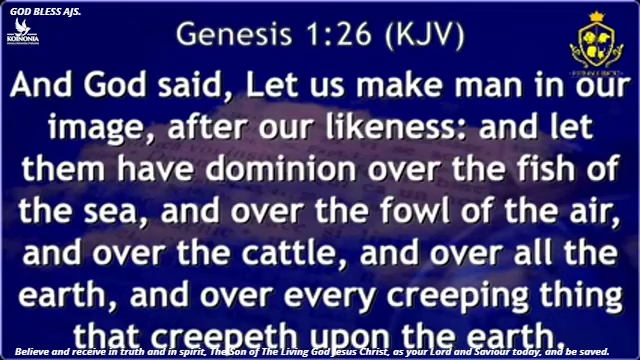 GOD BLESS AJS.
KOINONIA
Genesis 1:26 (KJV)
And God said, Let us make man in our
image, after our likeness: and let
them have dominion over the fish of
the sea, and over the fowl of the air,
and over the cattle, and over all the
earth, and over every creeping thing
that creepeth upon the earth.
Believe and receive in truth and in spirit, The Son of The Living God Jesus Christ, as your Lord and Saviour today, and be saved.